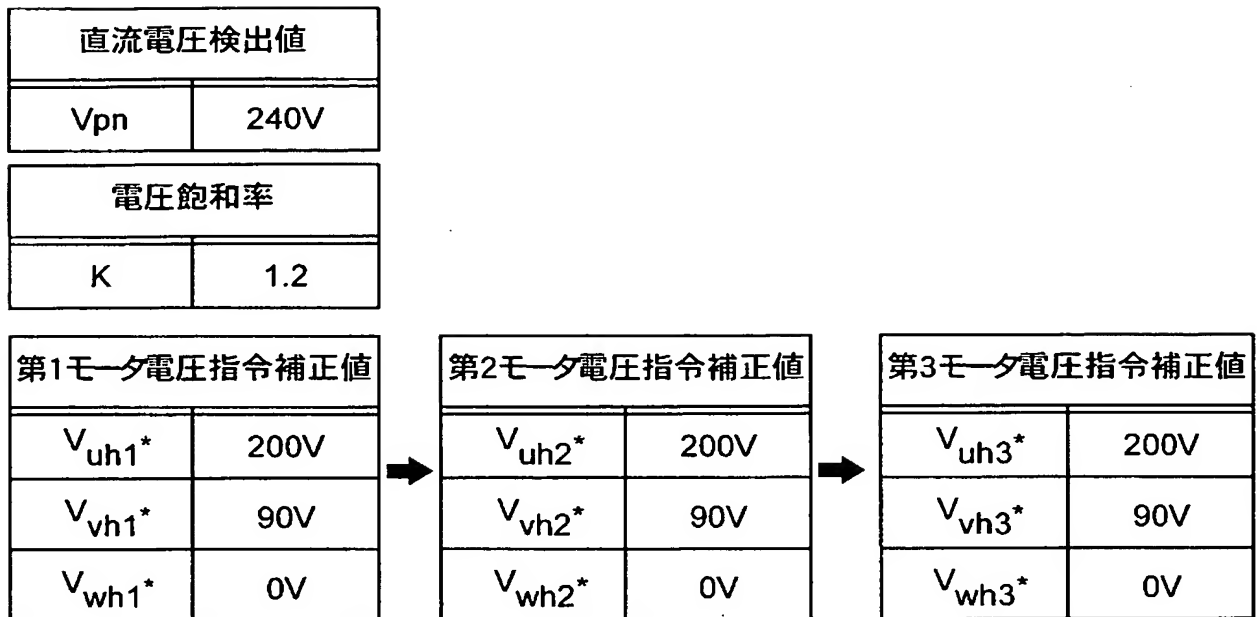 直流電圧検出値
Vpn 240V
電圧飽和率
K 1.2
第1モータ電圧指令補正値 第2モータ電圧指令補正値 第3モータ電圧指令補正値
Vuh1* 200V Vuh2* 200V Vuh3* 200V
Vvh1* 90V Vvh2* 90V Vvh3* 90V
Vwh1* 0V Vwh2* 0V Vwh3* 0V